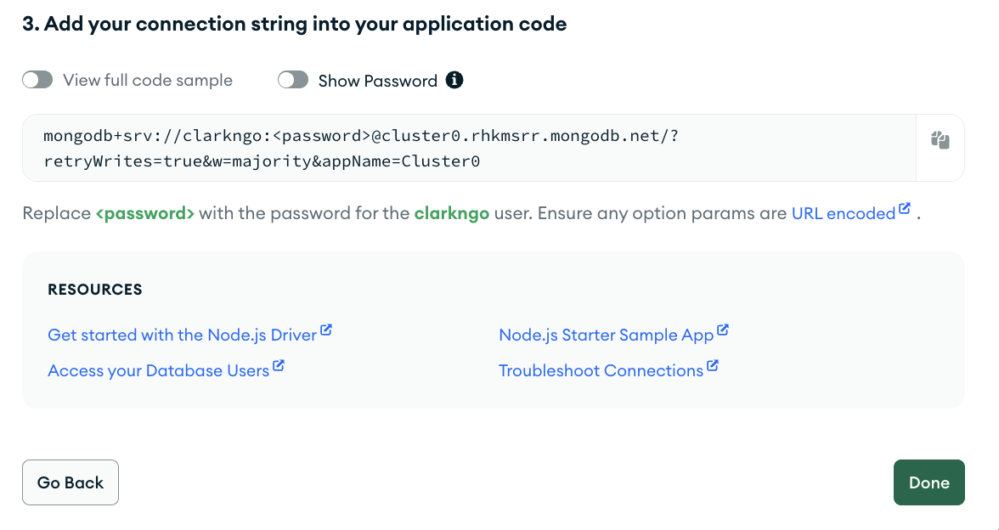 3. Add your connection string into your application code
View full code sample
Show Password
mongodb+srv://clarkngo:<password>@cluster0.rhkmsrr.mongodb.net/?
retryWrites=true&w=majority&appName=Cluster0
Replace <password> with the password for the clarkngo user. Ensure any option params are URL encoded .
RESOURCES
Get started with the Node.js Driver
Node.js Starter Sample App
Access your Database Users
Troubleshoot Connections
Go Back
Done